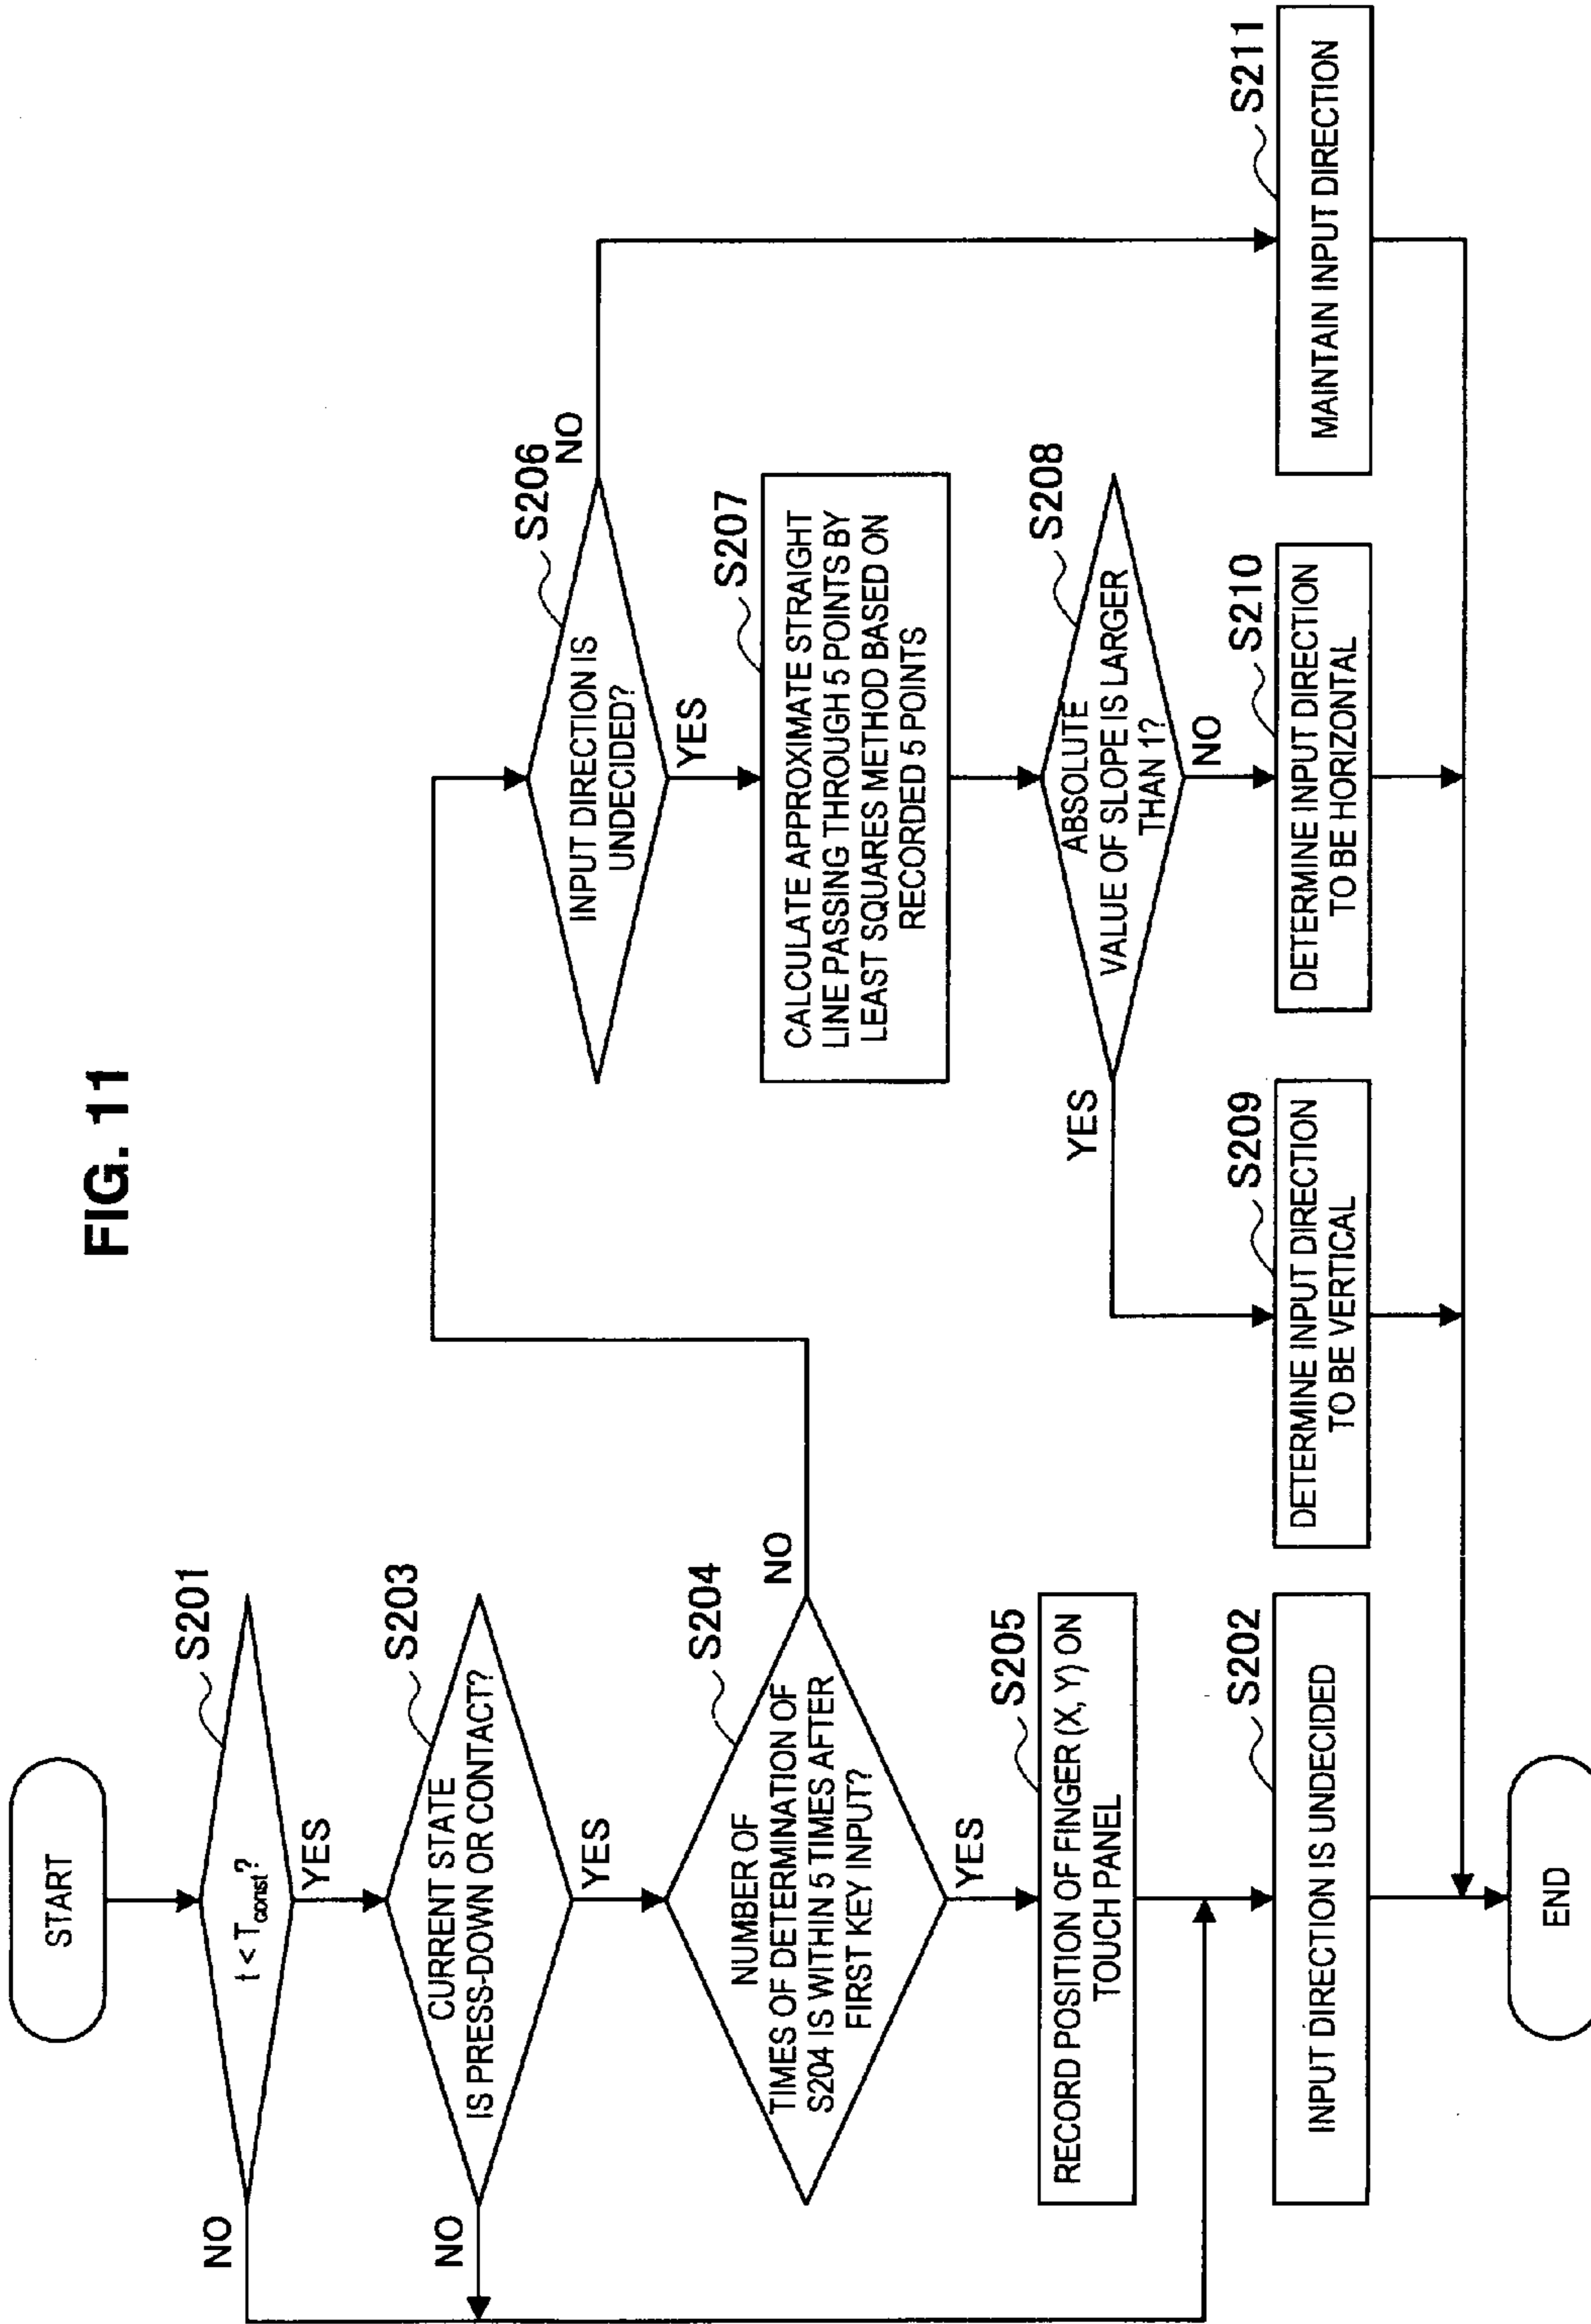 FIG. 11
START
S201
t < Tconst?
NO
YES
S203
CURRENT STATE
IS PRESS-DOWN OR CONTACT?
NO
YES
S204
NUMBER OF
TIMES OF DETERMINATION OF
S204 IS WITHIN 5 TIMES AFTER
FIRST KEY INPUT?
NO
YES
S205
RECORD POSITION OF FINGER (X, Y) ON
TOUCH PANEL
S202
INPUT DIRECTION IS UNDECIDED
END
S206
INPUT DIRECTION IS
UNDECIDED?
NO
YES
S207
CALCULATE APPROXIMATE STRAIGHT
LINE PASSING THROUGH 5 POINTS BY
LEAST SQUARES METHOD BASED ON
RECORDED 5 POINTS
S208
ABSOLUTE
VALUE OF SLOPE IS LARGER
THAN 1?
YES
NO
S209
DETERMINE INPUT DIRECTION
TO BE VERTICAL
S210
DETERMINE INPUT DIRECTION
TO BE HORIZONTAL
S211
MAINTAIN INPUT DIRECTION